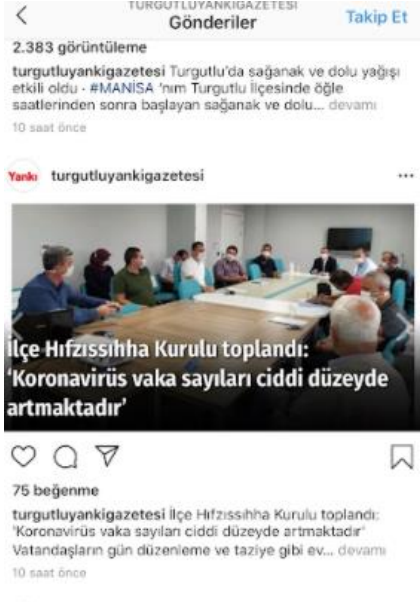 TURGUTLUYANKIGAZETESI
Gönderiler
Takip Et
2.383 görüntüleme
turgutluyankigazetesi Turgutlu'da sağanak ve dolu yağışı
etkili oldu - #MANİSA 'nım Turgutlu İlçesinde öğle
saatlerinden sonra başlayan sağanak ve dolu... devamı
10 saat önce
Yankı turgutluyankigazetesi
İlçe Hıfzıssıhha Kurulu toplandı:
'Koronavirüs vaka sayıları ciddi düzeyde
artmaktadır'
75 beğenme
turgutluyankigazetesi İlçe Hıfzıssıhha Kurulu toplandı:
'Koronavirüs vaka sayıları ciddi düzeyde artmaktadır'
Vatandaşların gün düzenleme ve taziye gibi ev... devamı
10 saat önce